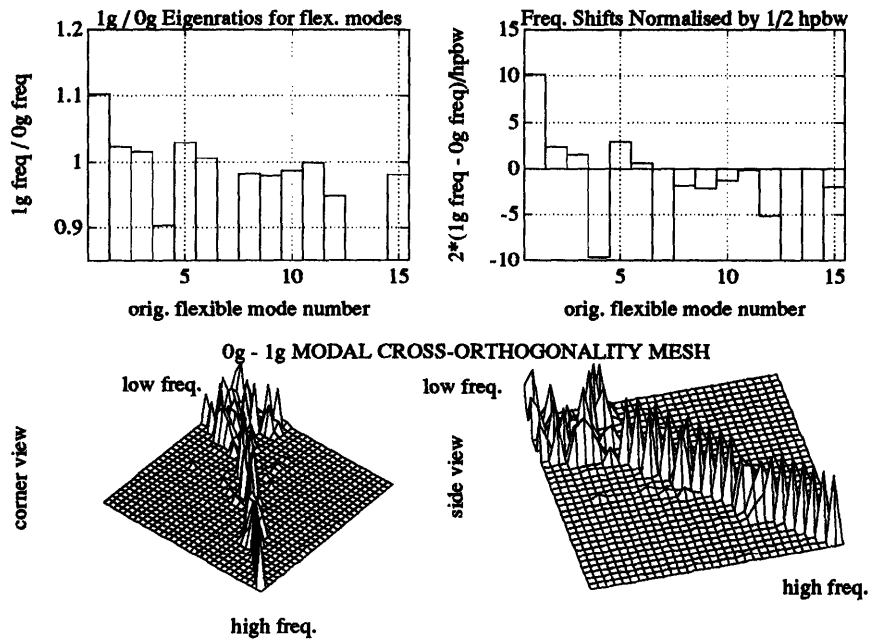 1g / 0g Eigenratios for flex. modes
1.2
1.1
1
0.9
1g freq / 0g freq
5
10
15
orig. flexible mode number
Freq. Shifts Normalised by 1/2 hpbw
15
10
5
0
-5
-10
2*(1g freq - 0g freq)/hpbw
5
10
15
orig. flexible mode number
0g - 1g MODAL CROSS-ORTHOGONALITY MESH
low freq.
corner view
high freq.
low freq.
side view
high freq.